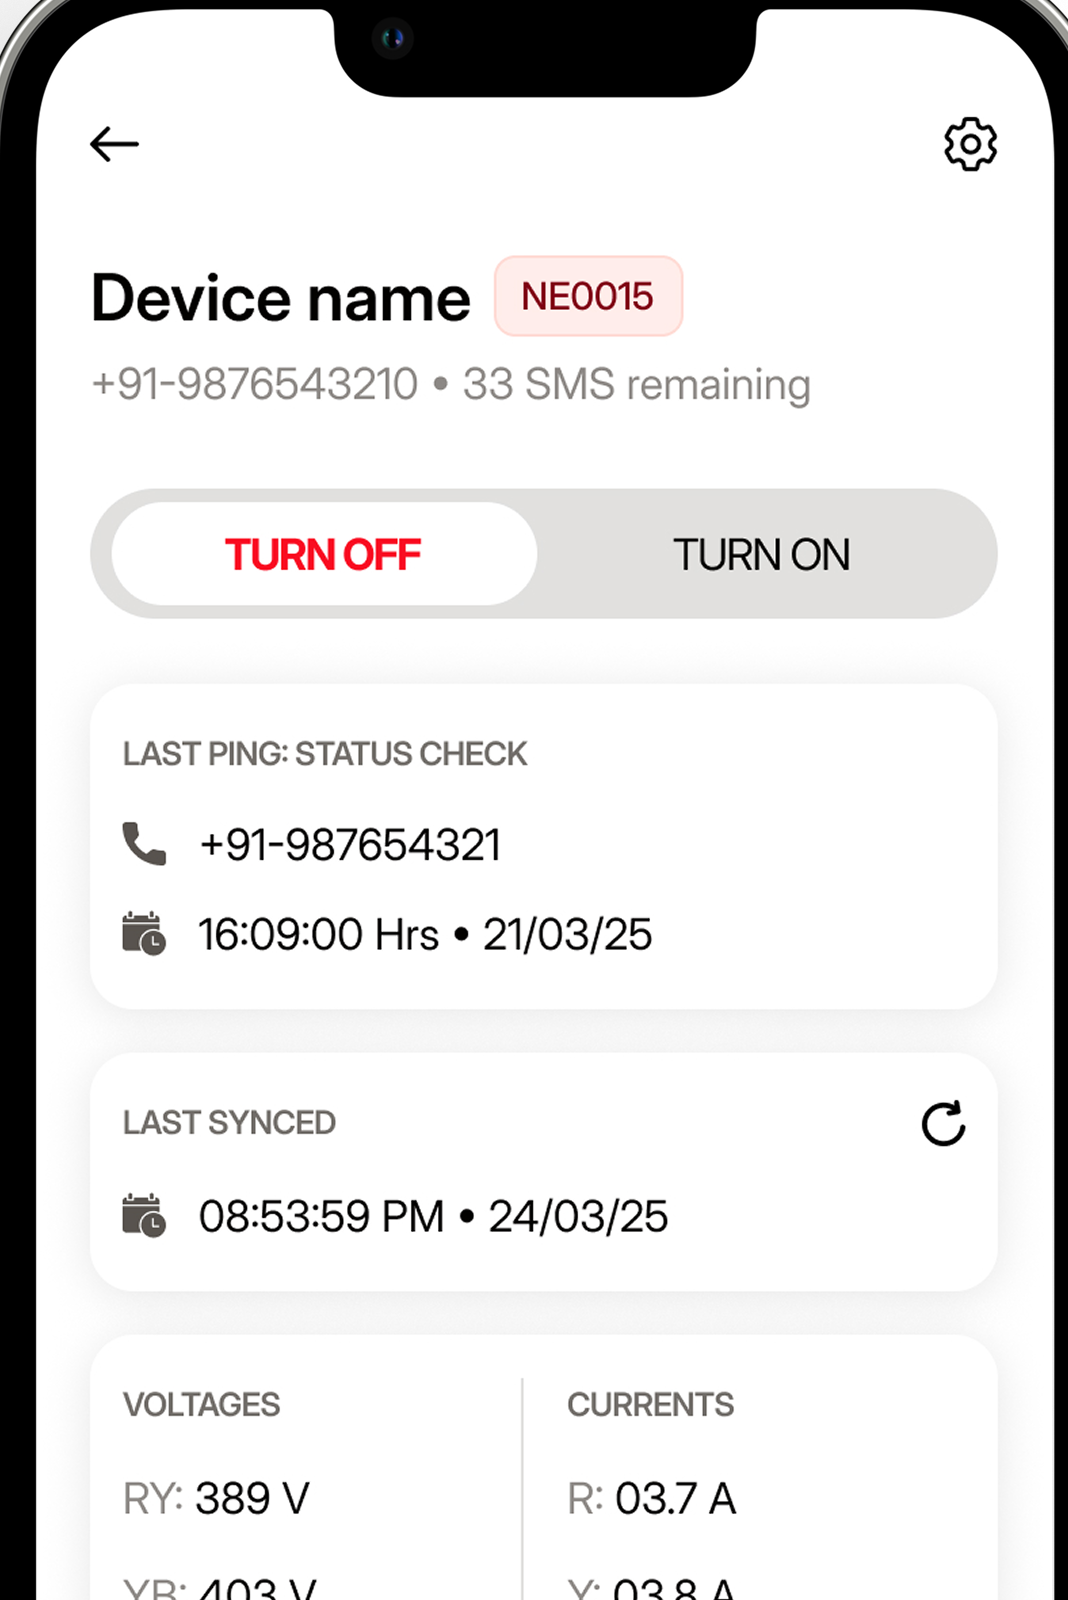 Device name NE0015
+91-9876543210 • 33 SMS remaining
TURN OFF TURN ON
LAST PING: STATUS CHECK
+91-987654321
16:09:00 Hrs • 21/03/25
LAST SYNCED
08:53:59 PM • 24/03/25
VOLTAGES CURRENTS
RY: 389 V R: 03.7 A
YB: 403 V Y: 03.8 A